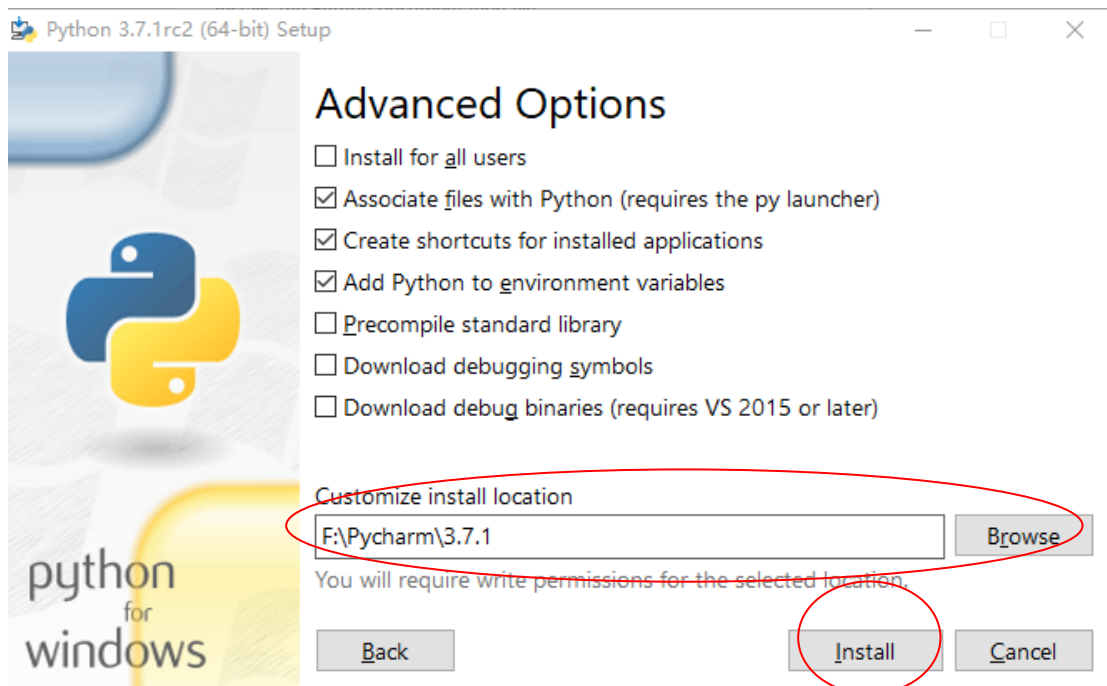 Python 3.7.1rc2 (64-bit) Setup
Advanced Options
Install for all users
Associate files with Python (requires the py launcher)
Create shortcuts for installed applications
Add Python to environment variables
Precompile standard library
Download debugging symbols
Download debug binaries (requires VS 2015 or later)
Customize install location
F:\Pycharm\3.7.1
Browse
You will require write permissions for the selected location.
python
for
windows
Back
Install
Cancel